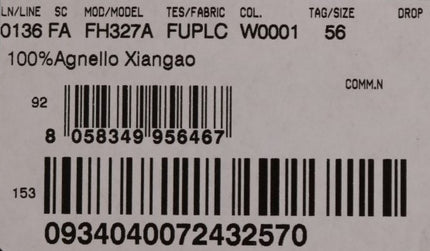 LN/LINE SC MOD/MODEL TES/FABRIC COL. TAG/SIZE DROP
0136 FA FH327A FUPLC W0001 56
100%Agnello Xiangao
COMM.N
92
8 058349 956467
153
0934040072432570